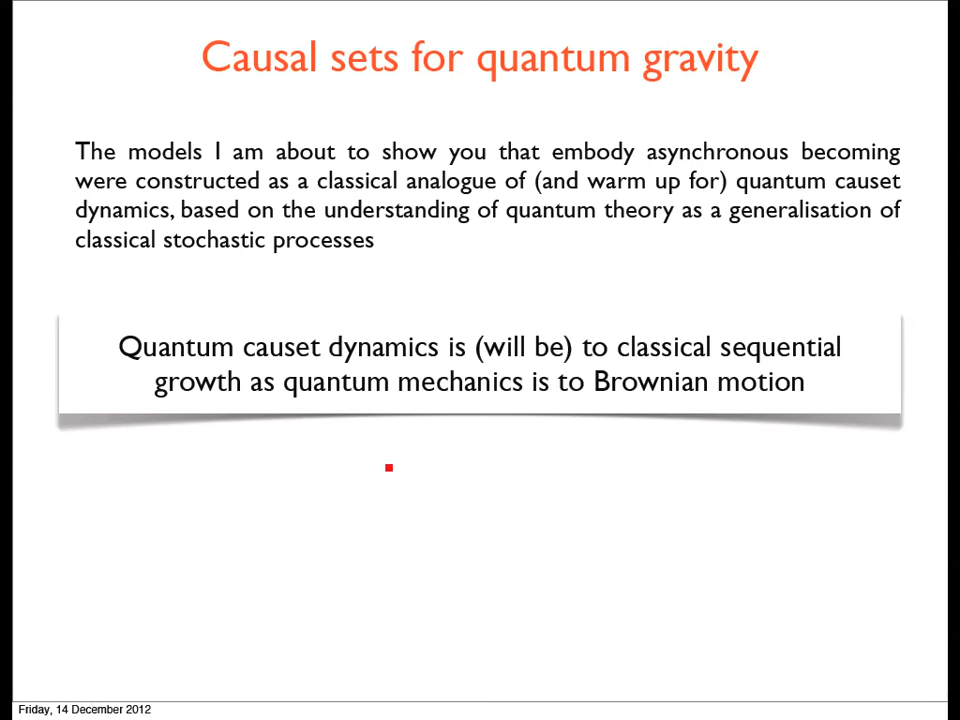 Causal sets for quantum gravity
The models I am about to show you that embody asynchronous becoming
were constructed as a classical analogue of (and warm up for) quantum causet
dynamics, based on the understanding of quantum theory as a generalisation of
classical stochastic processes
Quantum causet dynamics is (will be) to classical sequential
growth as quantum mechanics is to Brownian motion
Friday, 14 December 2012